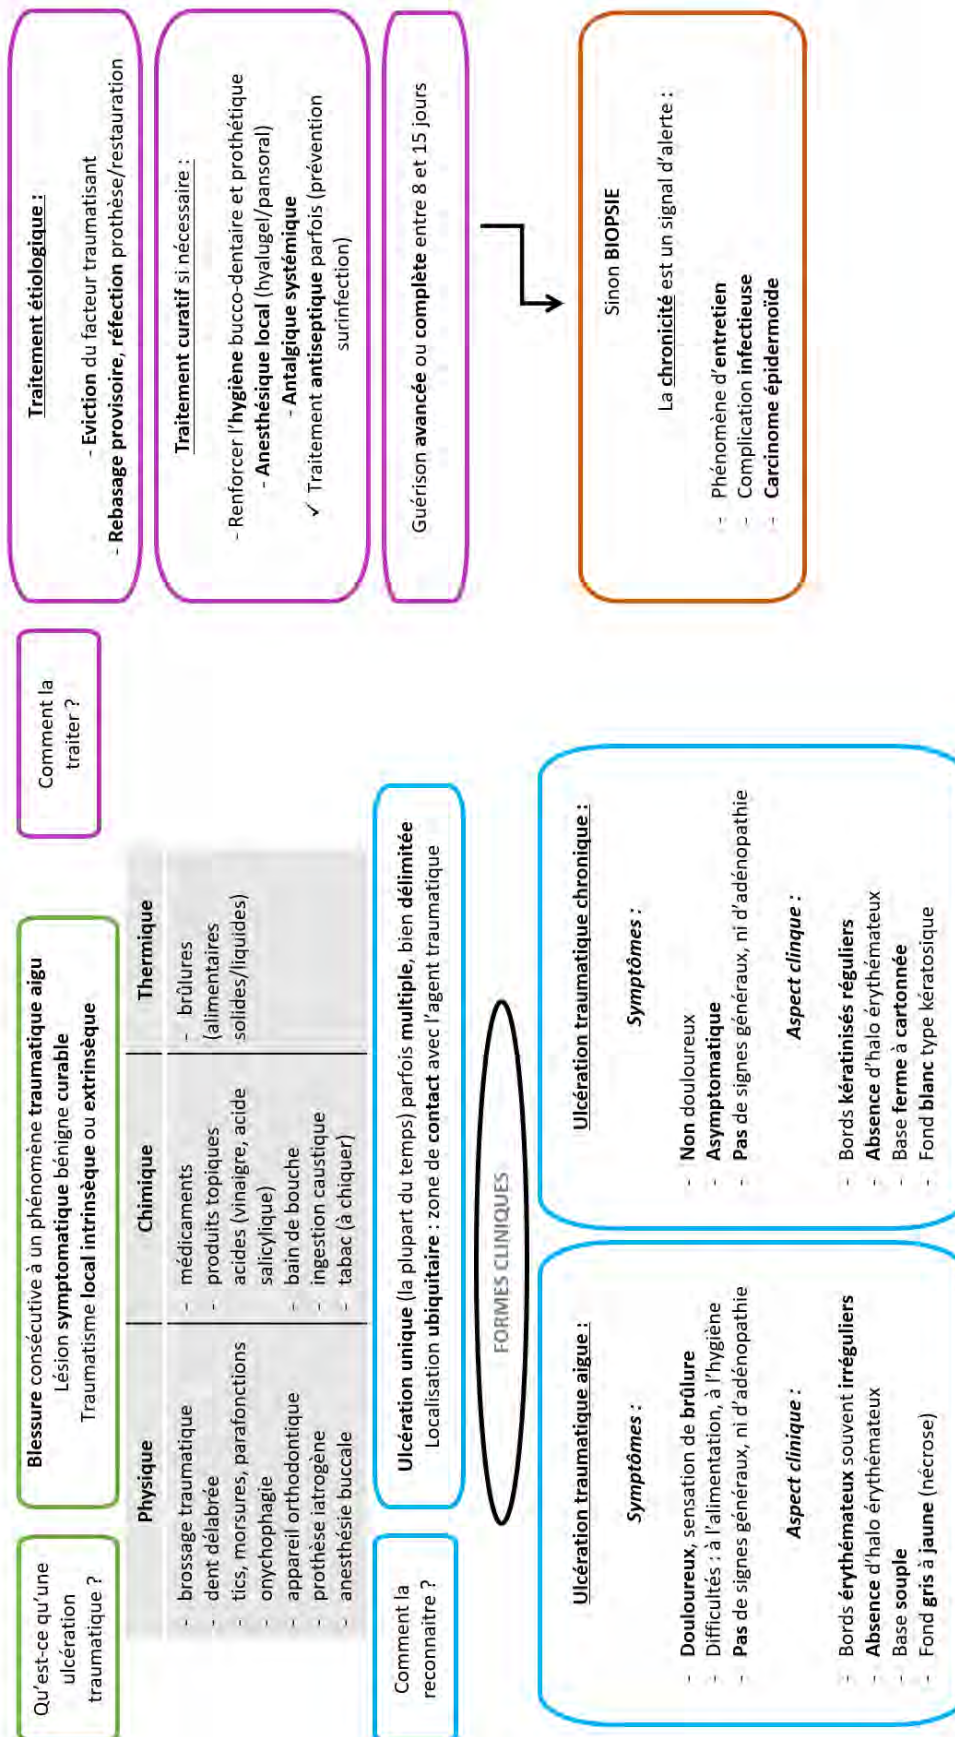 Qu'est-ce qu'une
ulcération
traumatique ?
Blessure consécutive à un phénomène traumatique aigu
Lésion symptomatique bénigne curable
Traumatisme local intrinsèque ou extrinsèque
Physique
Chimique
Thermique
- brossage traumatique
- dent délabrée
- tics, morsures, parafonctions
- onychophagie
- appareil orthodontique
- prothèse iatrogène
- anesthésie buccale
- médicaments
- produits topiques
acides (vinaigre, acide
salicylique)
- bain de bouche
- ingestion caustique
- tabac (à chiquer)
- brûlures
(alimentaires
solides/liquides)
Comment la
reconnaitre ?
Ulcération unique (la plupart du temps) parfois multiple, bien délimitée
Localisation ubiquitaire : zone de contact avec l'agent traumatique
FORMES CLINIQUES
Ulcération traumatique aigue :
Symptômes :
- Douloureux, sensation de brûlure
- Difficultés : à l'alimentation, à l'hygiène
- Pas de signes généraux, ni d'adénopathie
Aspect clinique :
- Bords érythémateux souvent irréguliers
- Absence d'halo érythémateux
- Base souple
- Fond gris à jaune (nécrose)
Ulcération traumatique chronique :
Symptômes :
- Non douloureux
- Asymptomatique
- Pas de signes généraux, ni d'adénopathie
Aspect clinque :
- Bords kératinisés réguliers
- Absence d'halo érythémateux
- Base ferme à cartonnée
- Fond blanc type kératosique
Comment la
traiter ?
Traitement étiologique :
- Eviction du facteur traumatisant
- Rebasage provisoire, réfection prothèse/restauration
Traitement curatif si nécessaire :
- Renforcer l'hygiène bucco-dentaire et prothétique
- Anesthésique local (hyalugel/pansoral)
- Antalgique systémique
✓ Traitement antiseptique parfois (prévention
surinfection)
Guérison avancée ou complète entre 8 et 15 jours
Sinon BIOPSIE
La chronicité est un signal d'alerte :
- Phénomène d'entretien
- Complication infectieuse
- Carcinome épidermoïde